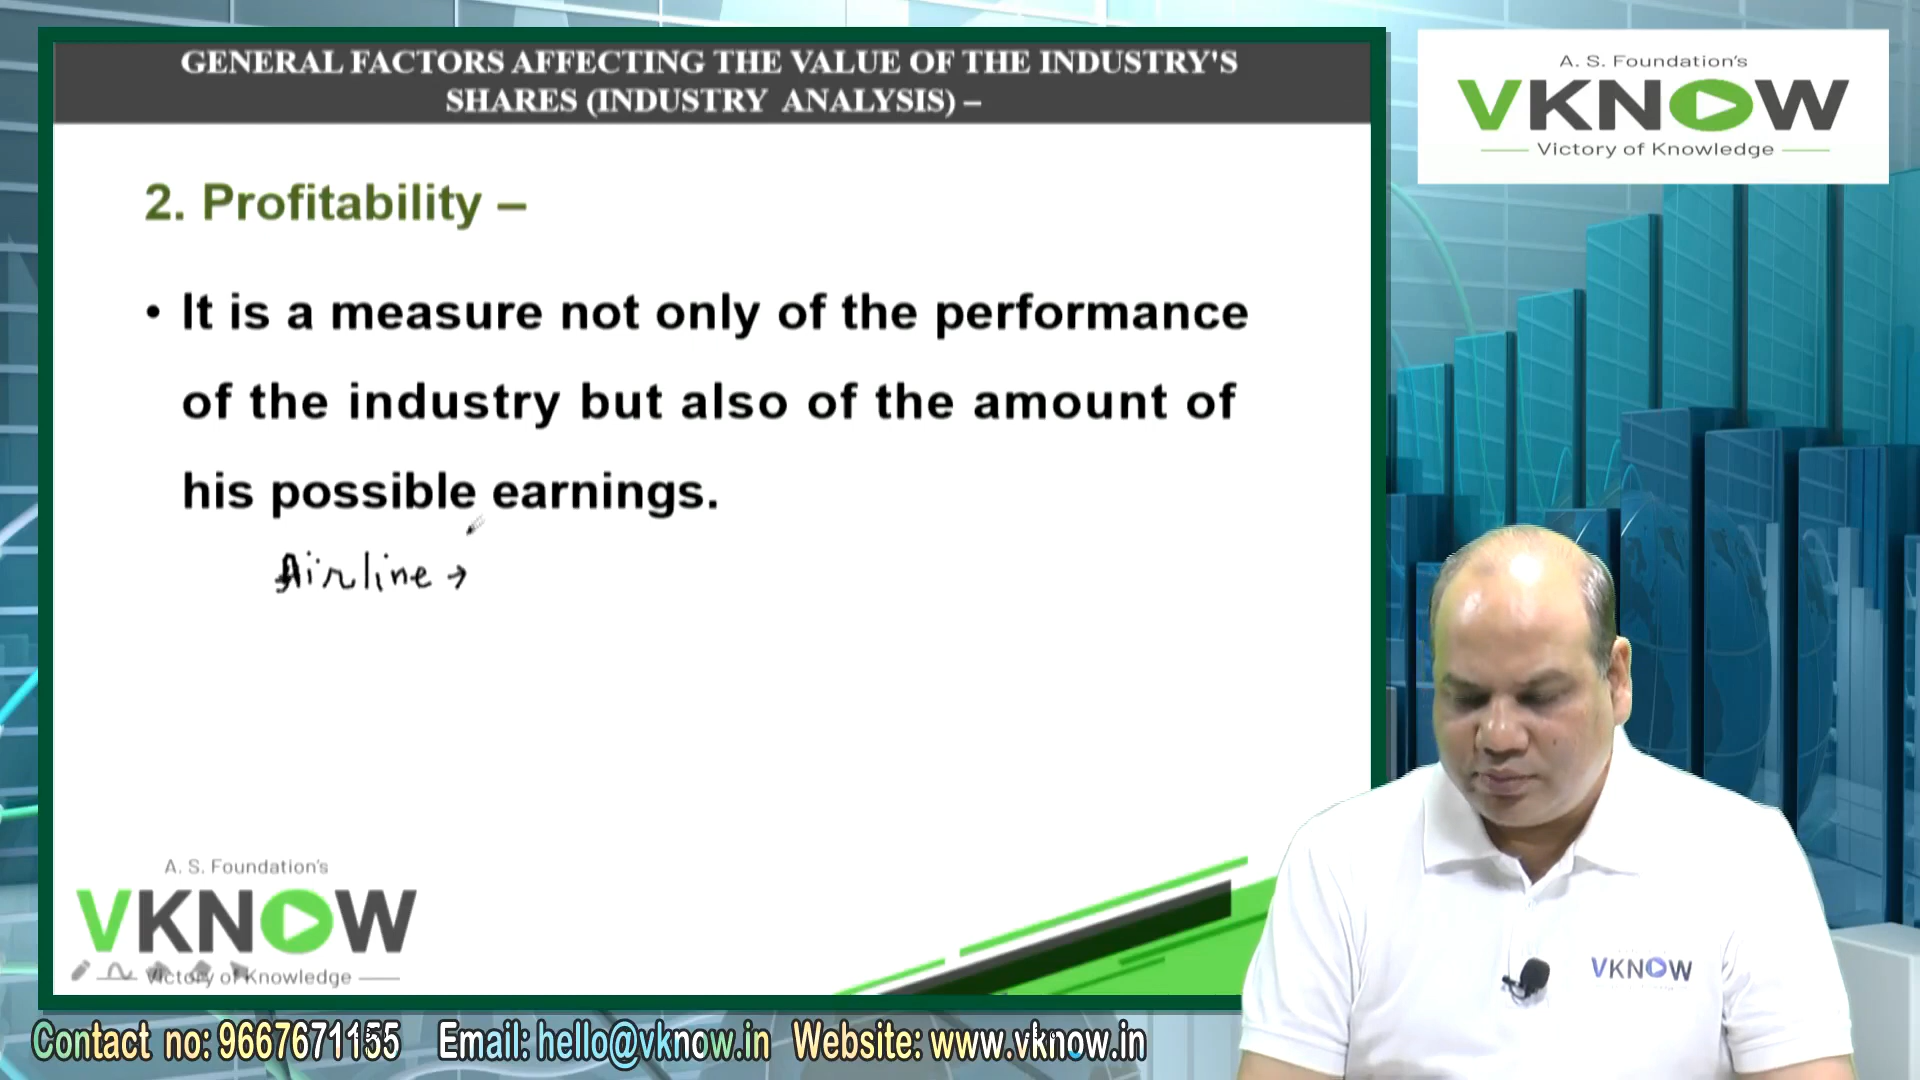 GENERAL FACTORS AFFECTING THE VALUE OF THE INDUSTRY'S
SHARES (INDUSTRY ANALYSIS) –
A. S. Foundation's
VKNOW
Victory of Knowledge
2. Profitability –
• It is a measure not only of the performance
of the industry but also of the amount of
his possible earnings.
Airline →
VKNOW
A. S. Foundation's
VKNOW
Victory of Knowledge
Contact no: 9667671155 Email: hello@vknow.in Website: www.vknow.in